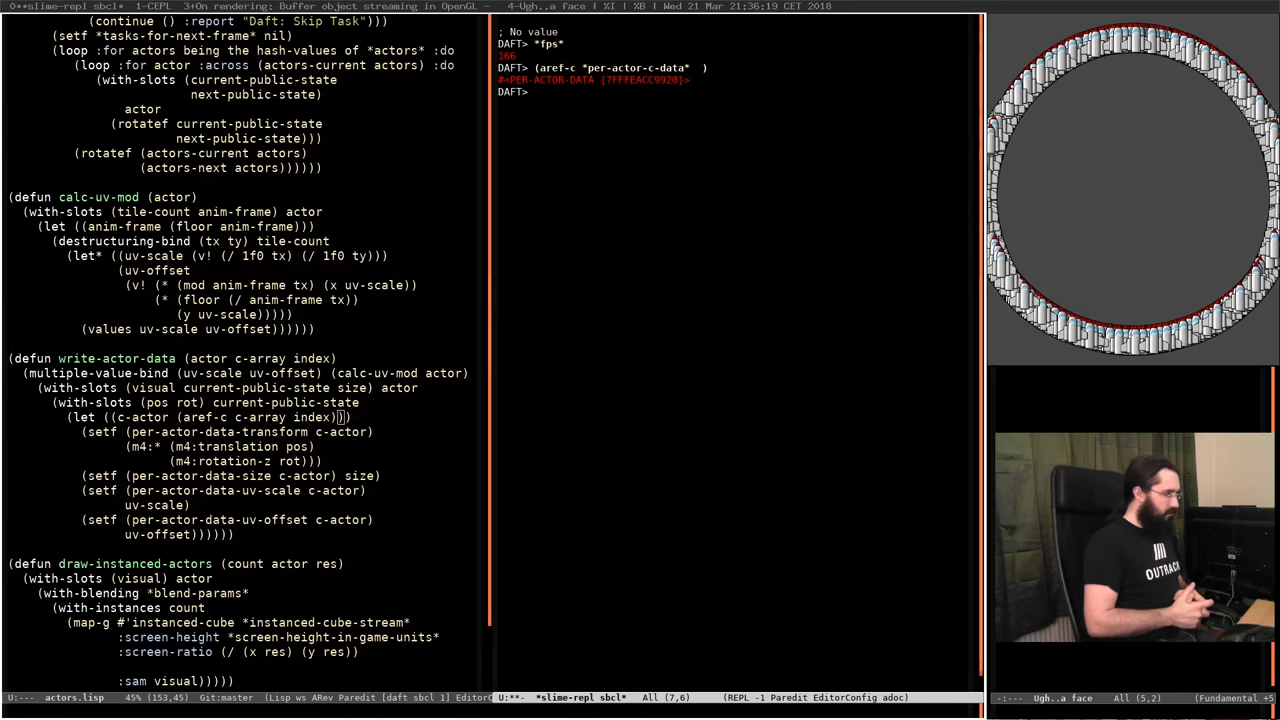 0**slime-repl sbcl* 1-CEPL 3+On rendering: Buffer object streaming in OpenGL - 4-Ugh..a face | %I | %B | Wed 21 Mar 21:36:19 CET 2018
(continue () :report "Daft: Skip Task")))
(setf *tasks-for-next-frame* nil)
(loop :for actors being the hash-values of *actors* :do
(loop :for actor :across (actors-current actors) :do
(with-slots (current-public-state
next-public-state)
actor
(rotatef current-public-state
next-public-state)))
(rotatef (actors-current actors)
(actors-next actors))))))
(defun calc-uv-mod (actor)
(with-slots (tile-count anim-frame) actor
(let ((anim-frame (floor anim-frame)))
(destructuring-bind (tx ty) tile-count
(let* ((uv-scale (v! (/ 1f0 tx) (/ 1f0 ty)))
(uv-offset
(v! (* (mod anim-frame tx) (x uv-scale))
(* (floor (/ anim-frame tx))
(y uv-scale)))))
(values uv-scale uv-offset))))))
(defun write-actor-data (actor c-array index)
(multiple-value-bind (uv-scale uv-offset) (calc-uv-mod actor)
(with-slots (visual current-public-state size) actor
(with-slots (pos rot) current-public-state
(let ((c-actor (aref-c c-array index)))
(setf (per-actor-data-transform c-actor)
(m4:* (m4:translation pos)
(m4:rotation-z rot)))
(setf (per-actor-data-size c-actor) size)
(setf (per-actor-data-uv-scale c-actor)
uv-scale)
(setf (per-actor-data-uv-offset c-actor)
uv-offset))))))
(defun draw-instanced-actors (count actor res)
(with-slots (visual) actor
(with-blending *blend-params*
(with-instances count
(map-g #'instanced-cube *instanced-cube-stream*
:screen-height *screen-height-in-game-units*
:screen-ratio (/ (x res) (y res))
:sam visual)))))
U:--- actors.lisp 45% (153,45) Git:master (Lisp ws ARev Paredit [daft sbcl 1] EditorC
; No value
DAFT> *fps*
166
DAFT> (aref-c *per-actor-c-data* )
#<PER-ACTOR-DATA {7FFFEACC9920}>
DAFT>
U:**- *slime-repl sbcl* All (7,6) (REPL -1 Paredit EditorConfig adoc)
OUTRACK
-:--- Ugh..a face All (5,2) (Fundamental +5